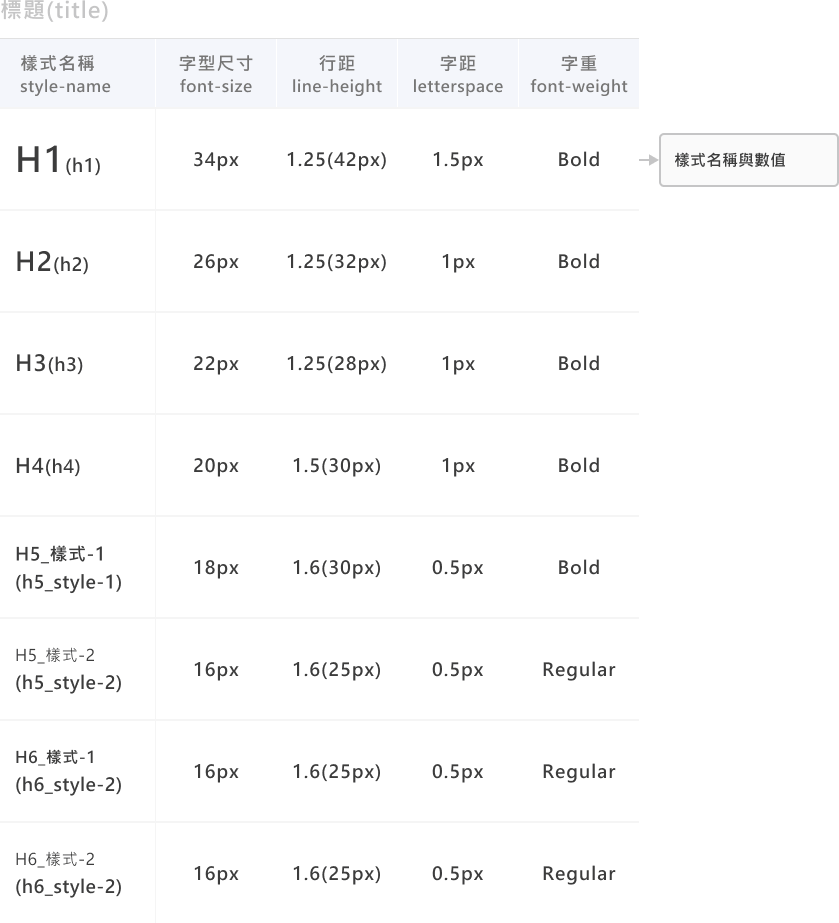 標題(title)
樣式名稱 字型尺寸 行距 字距 字重
style-name font-size line-height letterspace font-weight
H1(h1) 34px 1.25(42px) 1.5px Bold 樣式名稱與數值
H2(h2) 26px 1.25(32px) 1px Bold
H3(h3) 22px 1.25(28px) 1px Bold
H4(h4) 20px 1.5(30px) 1px Bold
H5_樣式-1
(h5_style-1) 18px 1.6(30px) 0.5px Bold
H5_樣式-2
(h5_style-2) 16px 1.6(25px) 0.5px Regular
H6_樣式-1
(h6_style-2) 16px 1.6(25px) 0.5px Regular
H6_樣式-2
(h6_style-2) 16px 1.6(25px) 0.5px Regular